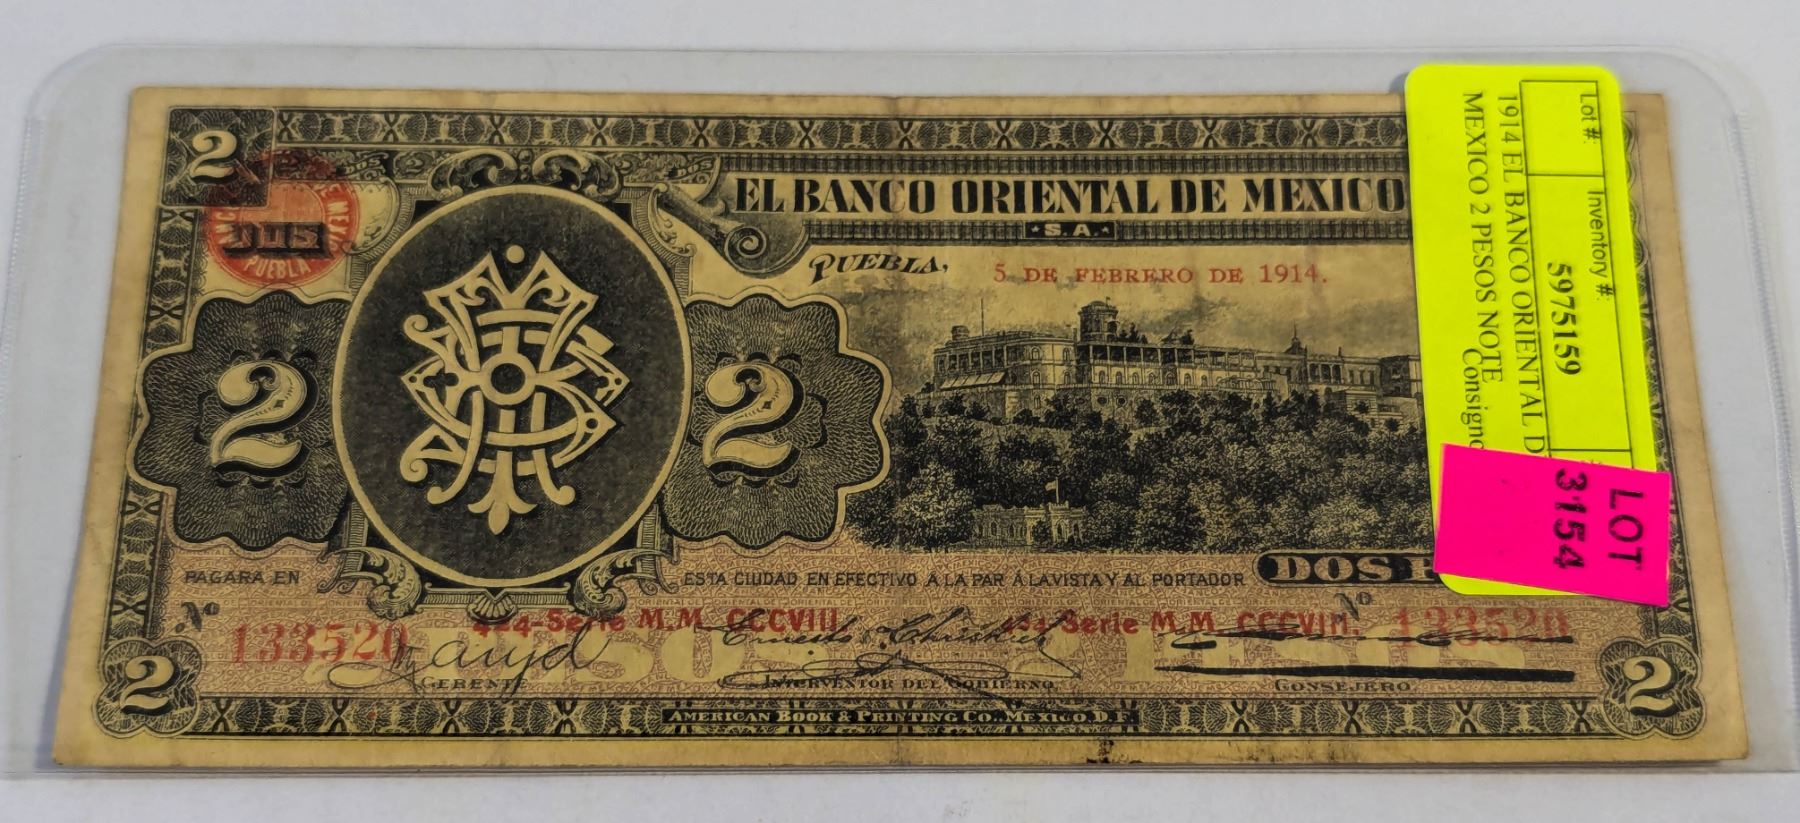 2
DOS
PUEBLA
EL BANCO ORIENTAL DE MEXICO
S.A.
PUEBLA, 5 DE FEBRERO DE 1914.
2 2
PAGARA EN ESTA CIUDAD EN EFECTIVO A LA PAR Á LA VISTA Y AL PORTADOR DOS
No 133520 Serie M.M. CCCVIII. Serie M.M. CCCVIII. No 133520
GERENTE INTERVENTOR DEL GOBIERNO. CONSEJERO.
2 AMERICAN BOOK & PRINTING CO. MEXICO, D.F. 2
Lot #: Inventory #:
5975159
1914 EL BANCO ORIENTAL D
MEXICO 2 PESOS NOTE
LOT
3154